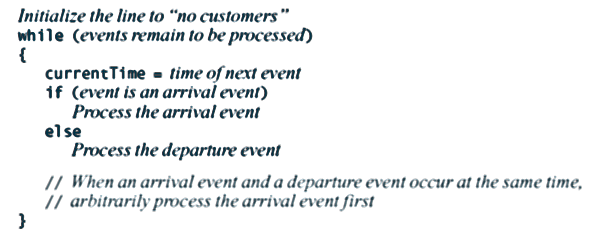 Initialize the line to “no customers”
while (events remain to be processed)
{
currentTime = time of next event
if (event is an arrival event)
Process the arrival event
else
Process the departure event
// When an arrival event and a departure event occur at the same time,
// arbitrarily process the arrival event first
}